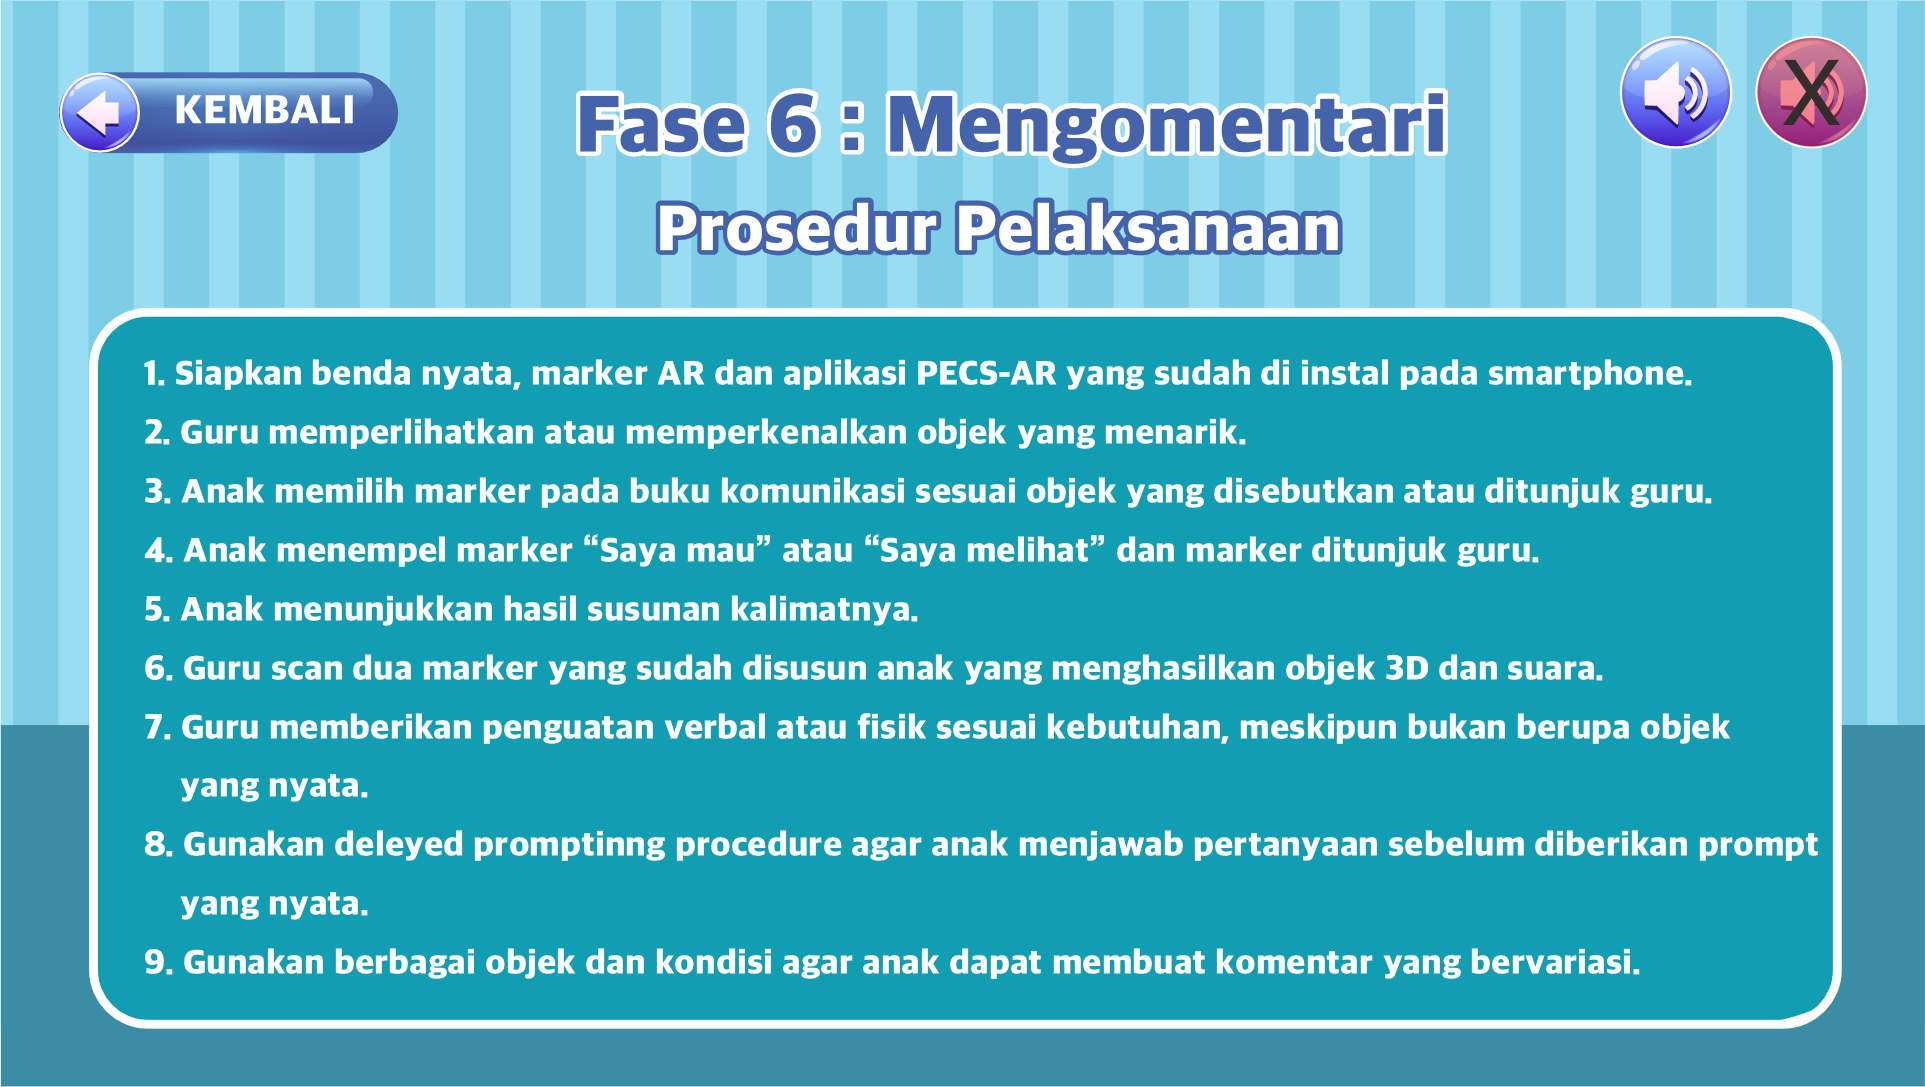 KEMBALI
Fase 6 : Mengomentari
Prosedur Pelaksanaan
X
1. Siapkan benda nyata, marker AR dan aplikasi PECS-AR yang sudah di instal pada smartphone.
2. Guru memperlihatkan atau memperkenalkan objek yang menarik.
3. Anak memilih marker pada buku komunikasi sesuai objek yang disebutkan atau ditunjuk guru.
4. Anak menempel marker “Saya mau” atau “Saya melihat” dan marker ditunjuk guru.
5. Anak menunjukkan hasil susunan kalimatnya.
6. Guru scan dua marker yang sudah disusun anak yang menghasilkan objek 3D dan suara.
7. Guru memberikan penguatan verbal atau fisik sesuai kebutuhan, meskipun bukan berupa objek
yang nyata.
8. Gunakan deleyed promptinng procedure agar anak menjawab pertanyaan sebelum diberikan prompt
yang nyata.
9. Gunakan berbagai objek dan kondisi agar anak dapat membuat komentar yang bervariasi.